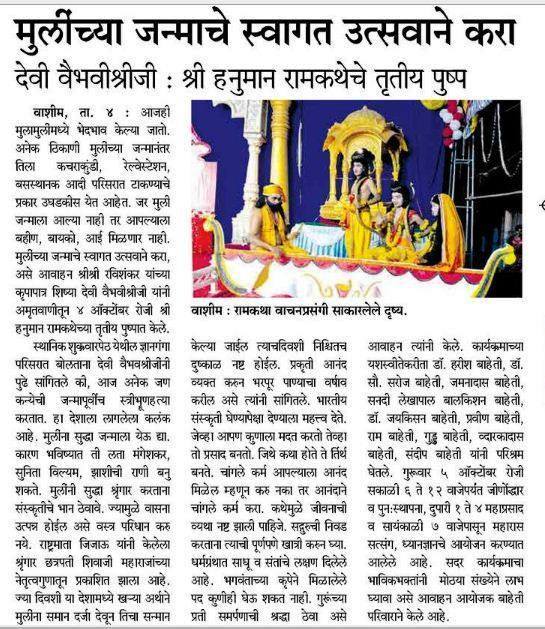 मुलींच्या जन्माचे स्वागत उत्सवाने करा
देवी वैभवीश्रीजी : श्री हनुमान रामकथेचे तृतीय पुष्प
वाशीम, ता. ४ : आजही
मुलामुलीमध्ये भेदभाव केल्या जातो.
अनेक ठिकाणी मुलीच्या जन्मानंतर
तिला कचराकुंडी, रेल्वेस्टेशन,
बसस्थानक आदी परिसरात टाकण्याचे
प्रकार उघडकीस येत आहेत. जर मुली
जन्माला आल्या नाही तर आपल्याला
बहीण, बायको, आई मिळणार नाही.
मुलीच्या जन्माचे स्वागत उत्सवाने करा,
असे आवाहन श्रीश्री रविशंकर यांच्या
कृपापात्र शिष्या देवी वैभवीश्रीजी यांनी
अमृतवाणीतून ४ ऑक्टोंबर रोजी श्री
हनुमान रामकथेच्या तृतीय पुष्पात केले.
स्थानिक शुक्रवारपेठ येथील ज्ञानगंगा
परिसरात बोलताना देवी वैभवीश्रीजींनी
पुढे सांगितले की, आज अनेक जण
कन्येची जन्मापूर्वीच स्त्रीभ्रूणहत्या
करतात. हा देशाला लागलेला कलंक
आहे. मुलीना सुद्धा जन्माला येऊ द्या.
कारण भविष्यात ती लता मंगेशकर,
सुनिता विल्यम, झाशीची राणी बनु
शकते. मुलींनी सुद्धा श्रृंगार करताना
संस्कृतीचे भान ठेवावे. ज्यामुळे वासना
उत्पन्न होईल असे वस्त्र परिधान करु
नये. राष्ट्रमाता जिजाऊ यांनी केलेला
श्रृंगार छत्रपती शिवाजी महाराजांच्या
नेतृत्वगुणातून प्रकाशित झाला आहे.
ज्या दिवशी या देशामध्ये खऱ्या अर्थाने
मुलींना समान दर्जा देवून तिचा सन्मान
वाशीम : रामकथा वाचनप्रसंगी साकारलेले दृष्य.
केल्या जाईल त्याचदिवशी निश्चितच
दुष्काळ नष्ट होईल. प्रकृती आनंद
व्यक्त करुन भरपूर पाण्याचा वर्षाव
करील असे त्यांनी सांगितले. भारतीय
संस्कृती घेण्यापेक्षा देण्याला महत्त्व देते.
जेव्हा आपण कुणाला मदत करतो तेव्हा
तो प्रसाद बनतो. जिथे कथा होते ते तिर्थ
बनते. चांगले कर्म आपल्याला आनंद
मिळेल म्हणून करु नका तर आनंदाने
चांगले कर्म करा. कथेमुळे जीवनाची
व्यथा नष्ट झाली पाहिजे. सद्गुरुची निवड
करताना त्याची पूर्णपणे खात्री करुन घ्या.
धर्मग्रंथात साधू व संतांचे लक्षण दिलेले
आहे. भगवंताच्या कृपेने मिळालेले
पद कुणीही घेऊ शकत नाही. गुरूंच्या
प्रती समर्पणाची श्रद्धा ठेवा असे
आवाहन त्यांनी केले. कार्यक्रमाच्या
यशस्वीतेकरीता डॉ. हरीश बाहेती, डॉ.
सौ. सरोज बाहेती, जमनादास बाहेती,
सनदी लेखापाल बालकिशन बाहेती,
डॉ. जयकिसन बाहेती, प्रवीण बाहेती,
राम बाहेती, गुड्डु बाहेती, व्दारकादास
बाहेती, संदीप बाहेती यांनी परिश्रम
घेतले. गुरूवार ५ ऑक्टोंबर रोजी
सकाळी ६ ते १२ वाजेपर्यंत जीर्णोद्धार
व पुन:स्थापना, दुपारी १ ते ४ महाप्रसाद
व सायंकाळी ७ वाजेपासून महारास
सत्संग, ध्यानज्ञानचे आयोजन करण्यात
आलेले आहे. सदर कार्यक्रमाचा
भाविकभक्तांनी मोठया संख्येने लाभ
घ्यावा असे आवाहन आयोजक बाहेती
परिवाराने केले आहे.